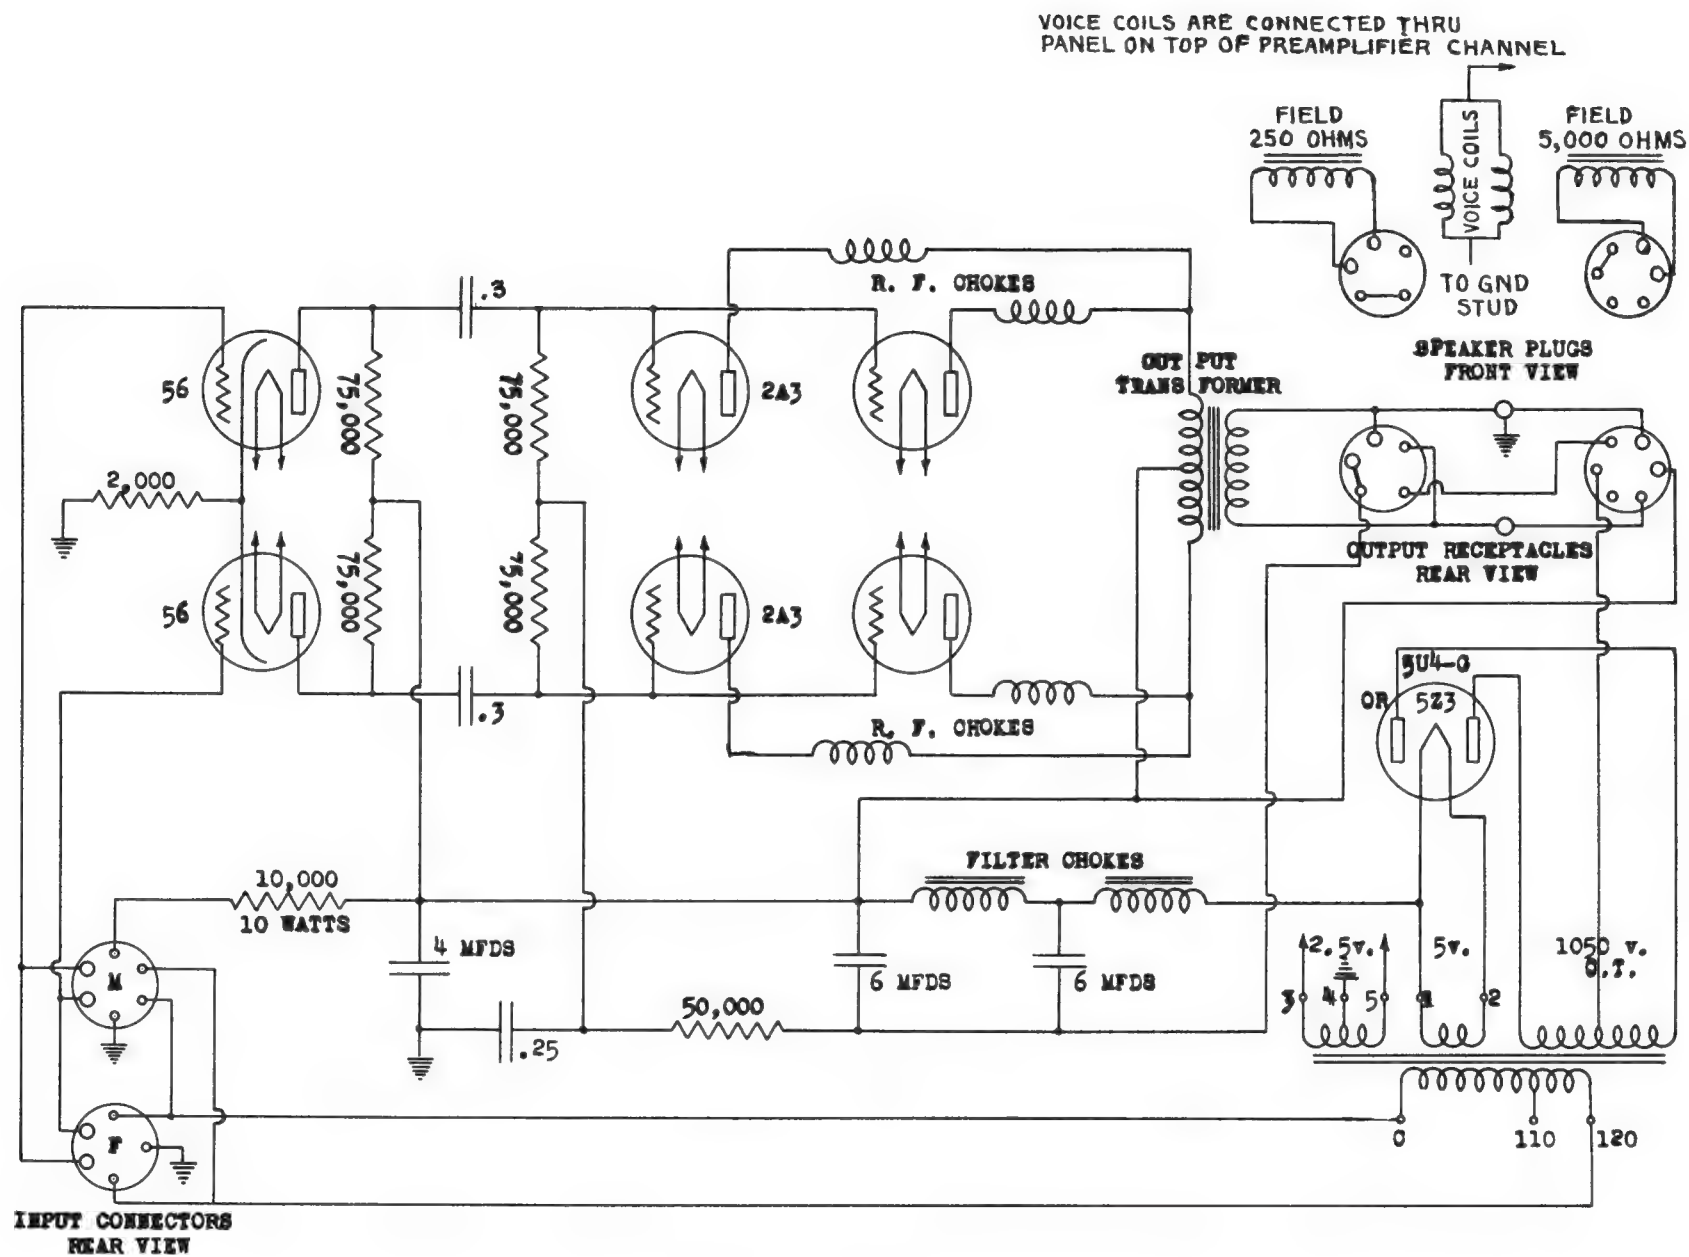 VOICE COILS ARE CONNECTED THRU
PANEL ON TOP OF PREAMPLIFIER CHANNEL
FIELD
250 OHMS
VOICE COILS
FIELD
5,000 OHMS
TO GND
STUD
SPEAKER PLUGS
FRONT VIEW
R. F. CHOKES
.3
56
75,000
75,000
2A3
OUT PUT
TRANS FORMER
2,000
OUTPUT RECEPTACLES
REAR VIEW
56
75,000
75,000
2A3
.3
R. F. CHOKES
5U4-G
OR 5Z3
FILTER CHOKES
10,000
10 WATTS
4 MFDS
6 MFDS
6 MFDS
2.5v.
5v.
1050 v.
C.T.
3 4 5 1 2
M
50,000
.25
F
0 110 120
INPUT CONNECTORS
REAR VIEW